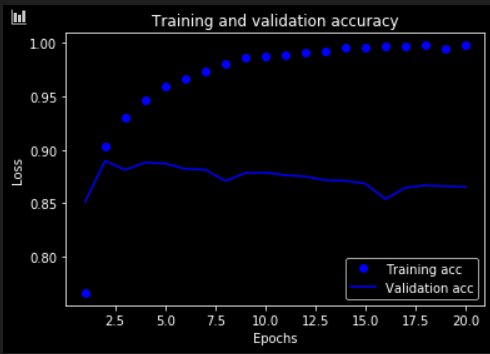 Training and validation accuracy
1.00
0.95
0.90
0.85
0.80
Loss
Training acc
Validation acc
2.5 5.0 7.5 10.0 12.5 15.0 17.5 20.0
Epochs